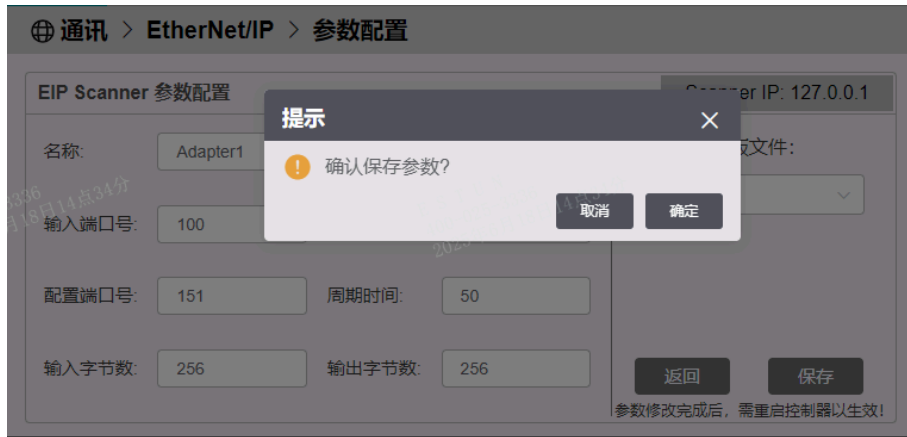 通讯 > EtherNet/IP > 参数配置
EIP Scanner 参数配置
er IP: 127.0.0.1
提示
名称:
Adapter1
文件:
确认保存参数?
取消
确定
输入端口号:
100
配置端口号:
151
周期时间:
50
输入字节数:
256
输出字节数:
256
返回
保存
参数修改完成后，需重启控制器以生效!